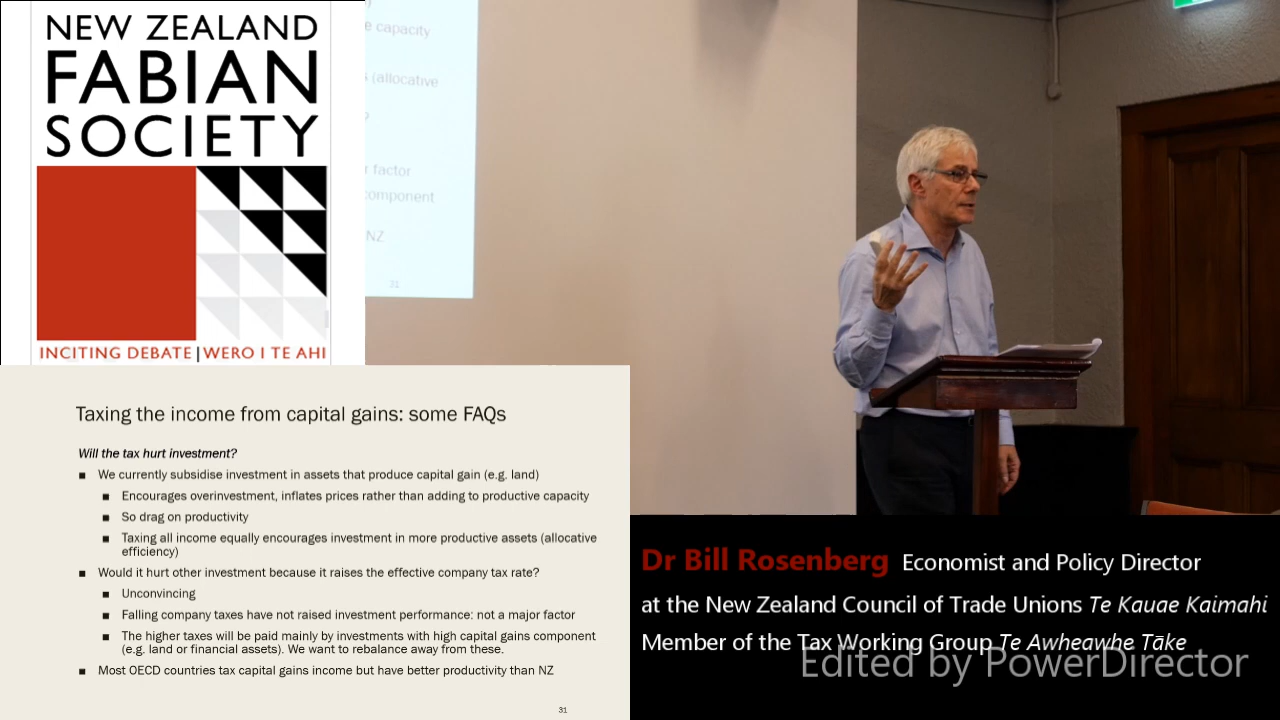 NEW ZEALAND
FABIAN
SOCIETY
INCITING DEBATE | WERO I TE AHI
e capacity
(allocative
?
factor
component
NZ
31
Taxing the income from capital gains: some FAQs
Will the tax hurt investment?
We currently subsidise investment in assets that produce capital gain (e.g. land)
Encourages overinvestment, inflates prices rather than adding to productive capacity
So drag on productivity
Taxing all income equally encourages investment in more productive assets (allocative
efficiency)
Would it hurt other investment because it raises the effective company tax rate?
Unconvincing
Falling company taxes have not raised investment performance: not a major factor
The higher taxes will be paid mainly by investments with high capital gains component
(e.g. land or financial assets). We want to rebalance away from these.
Most OECD countries tax capital gains income but have better productivity than NZ
31
Dr Bill Rosenberg Economist and Policy Director
at the New Zealand Council of Trade Unions Te Kauae Kaimahi
Member of the Tax Working Group Te Awheawhe Tāke
Edited by PowerDirector